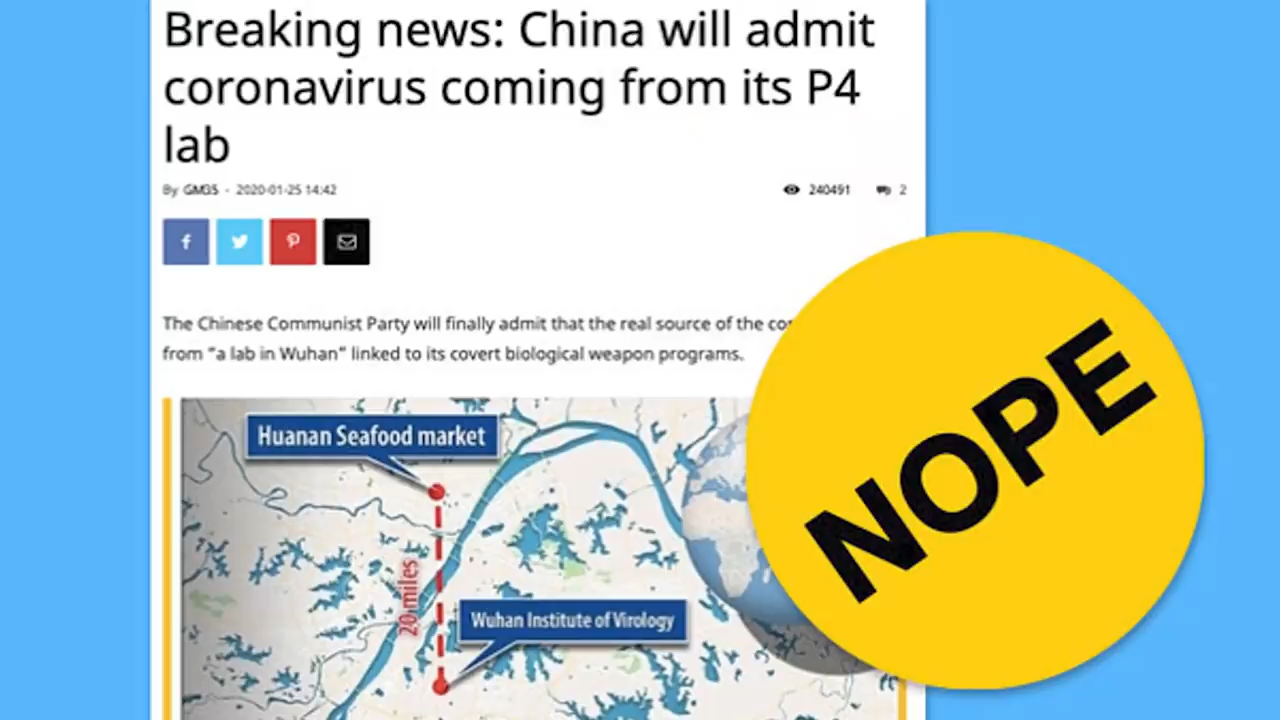 Breaking news: China will admit
coronavirus coming from its P4
lab
By GM35 - 2020-01-25 14:42
240491
2
The Chinese Communist Party will finally admit that the real source of the
from "a lab in Wuhan" linked to its covert biological weapon programs.
Huanan Seafood market
20 miles
Wuhan Institute of Virology
NOPE